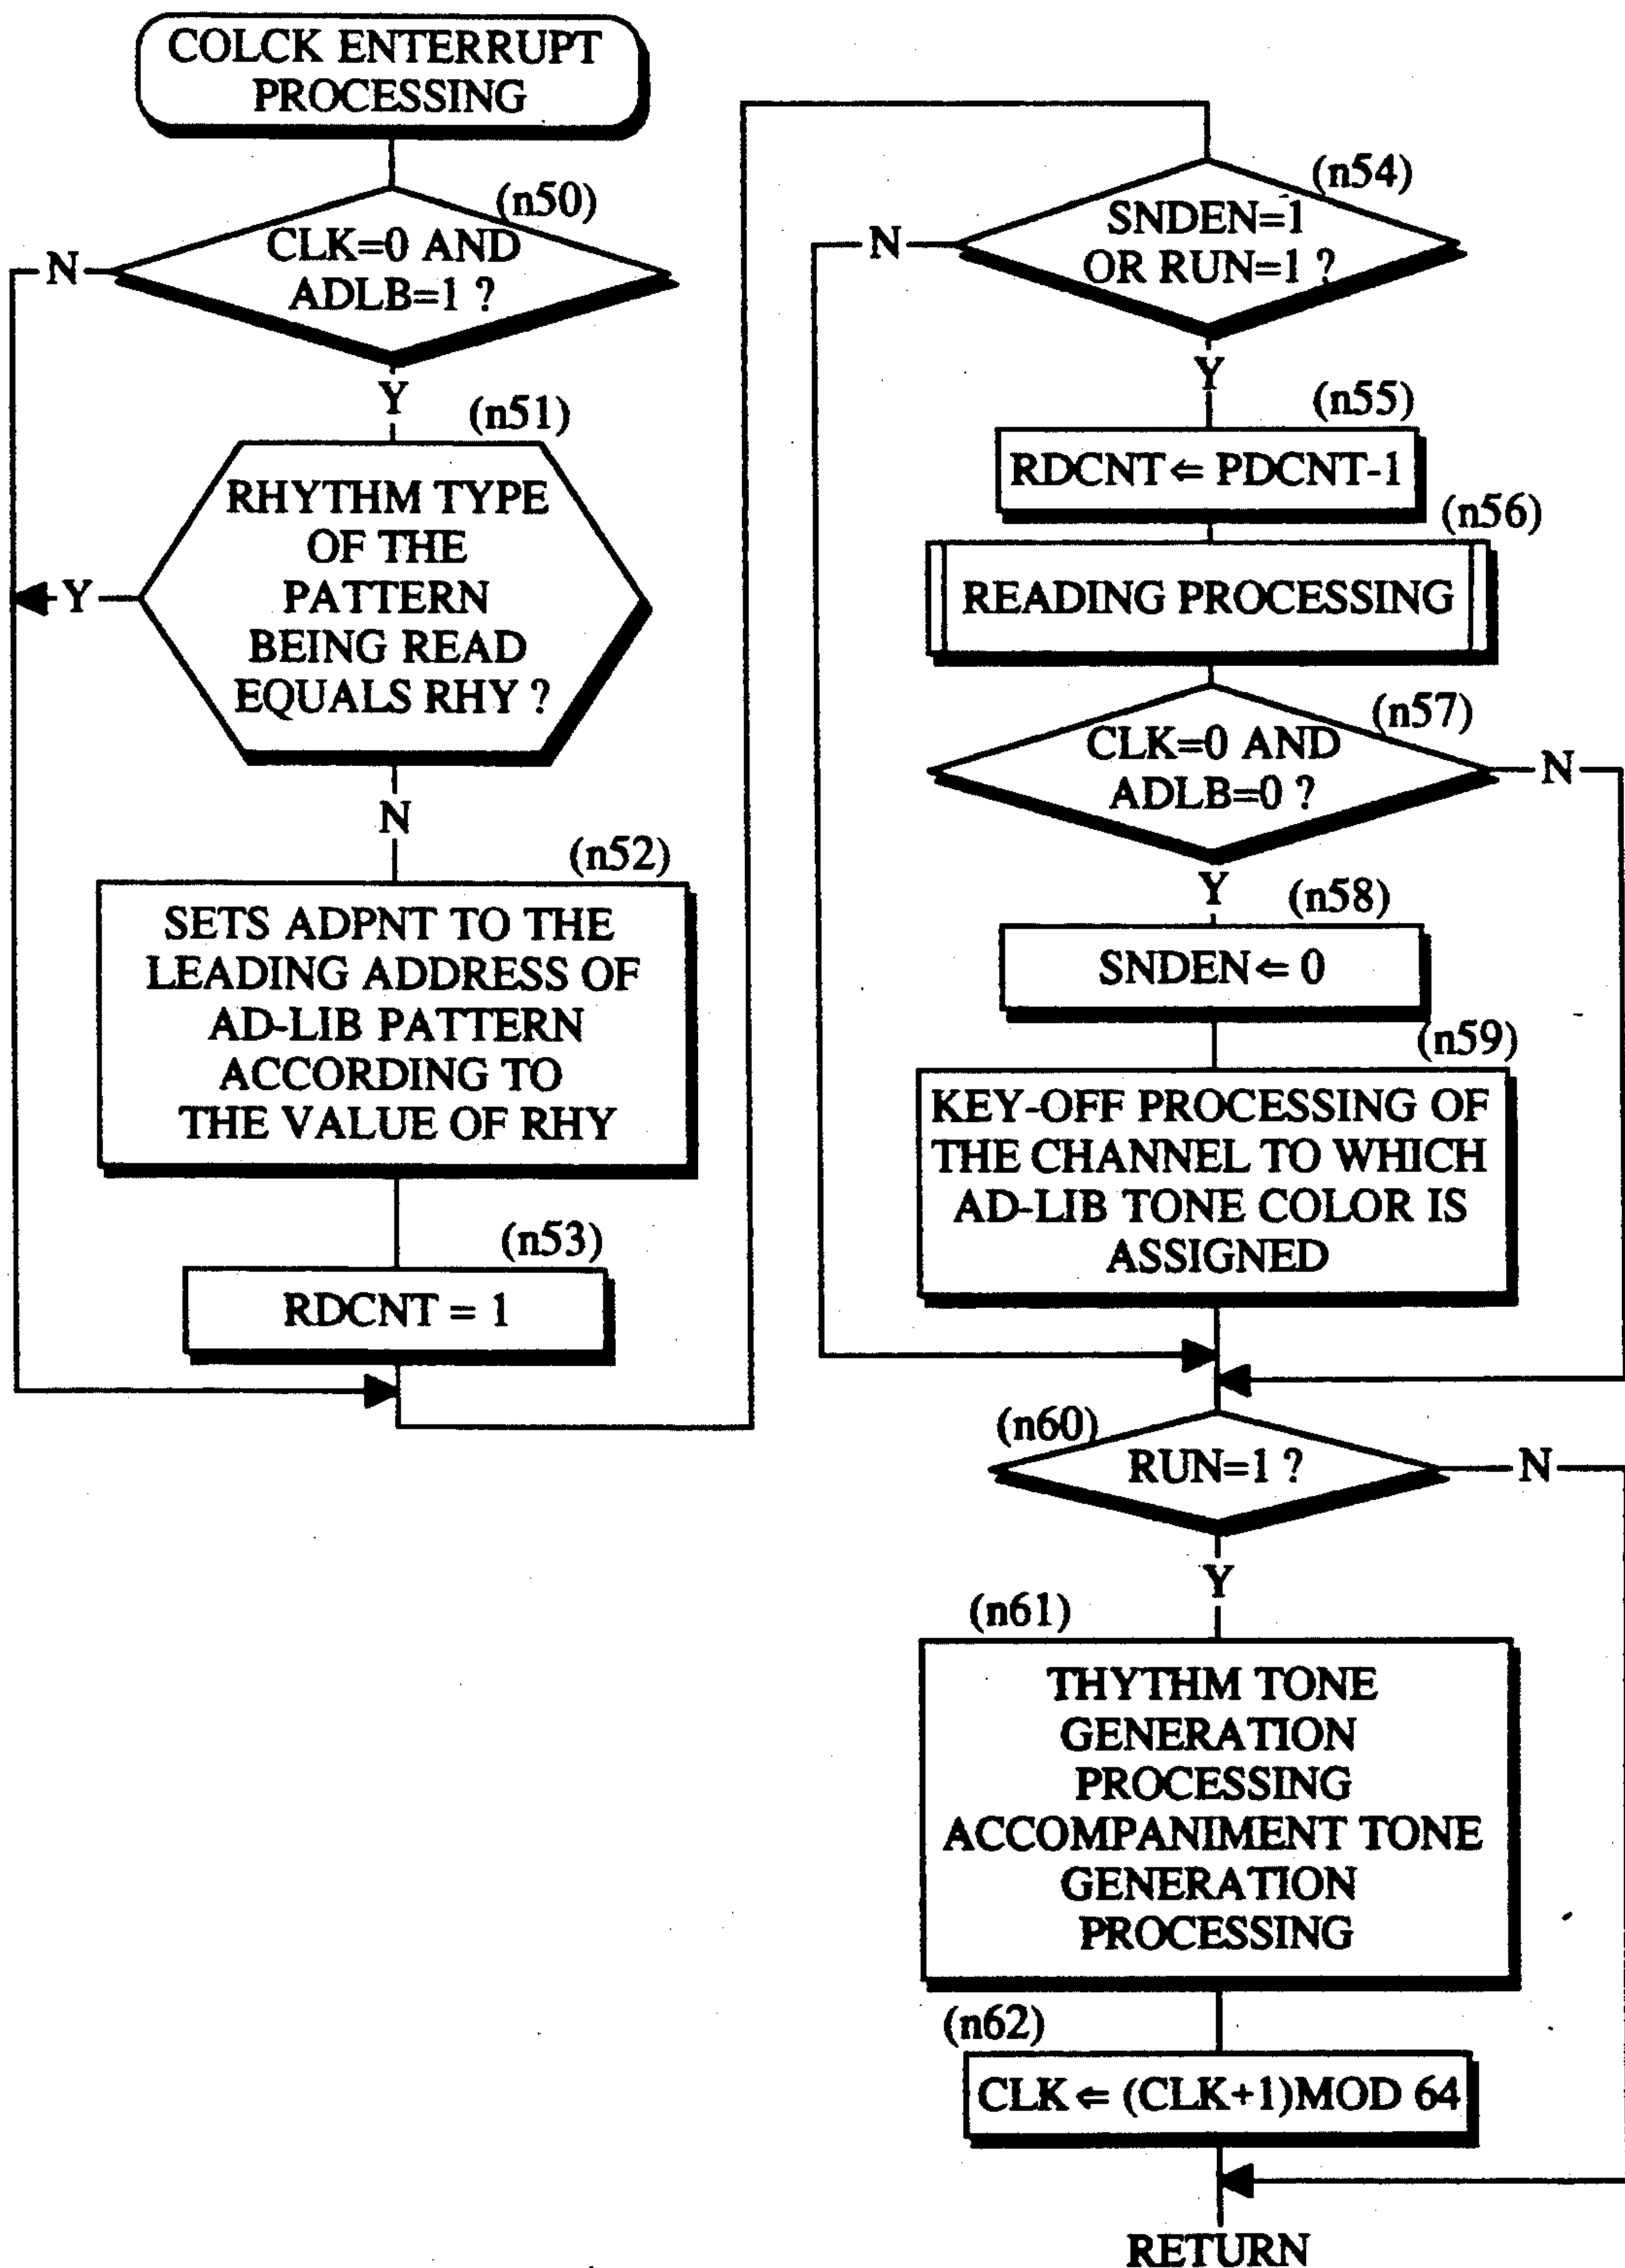 COLCK ENTERRUPT
PROCESSING
(n50)
CLK=0 AND
ADLB=1 ?
N
Y
(n51)
RHYTHM TYPE
OF THE
PATTERN
BEING READ
EQUALS RHY ?
Y
N
(n52)
SETS ADPNT TO THE
LEADING ADDRESS OF
AD-LIB PATTERN
ACCORDING TO
THE VALUE OF RHY
(n53)
RDCNT = 1
(n54)
SNDEN=1
OR RUN=1 ?
N
Y
(n55)
RDCNT ⇐ PDCNT-1
(n56)
READING PROCESSING
(n57)
CLK=0 AND
ADLB=0 ?
N
Y
(n58)
SNDEN ⇐ 0
(n59)
KEY-OFF PROCESSING OF
THE CHANNEL TO WHICH
AD-LIB TONE COLOR IS
ASSIGNED
(n60)
RUN=1 ?
N
Y
(n61)
THYTHM TONE
GENERATION
PROCESSING
ACCOMPANIMENT TONE
GENERATION
PROCESSING
(n62)
CLK ⇐ (CLK+1)MOD 64
RETURN